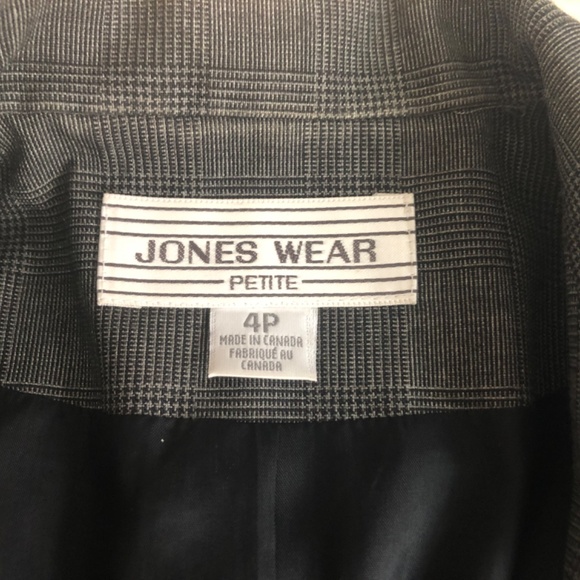 JONES WEAR
PETITE
4P
MADE IN CANADA
FABRIQUÉ AU
CANADA